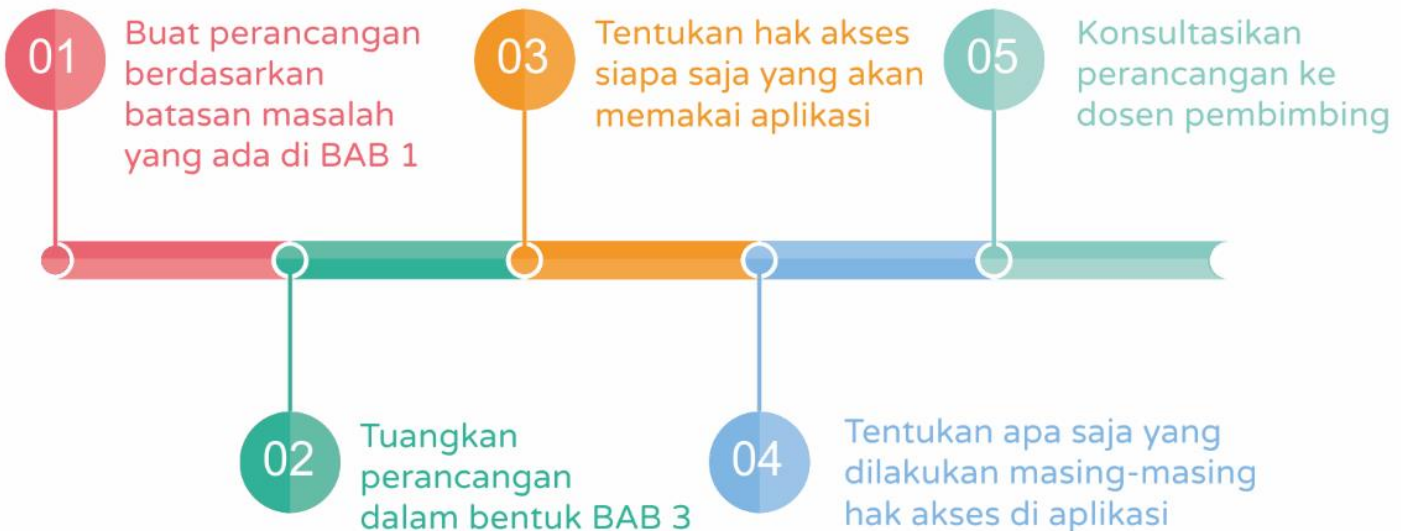 01
Buat perancangan
berdasarkan
batasan masalah
yang ada di BAB 1
02
Tuangkan
perancangan
dalam bentuk BAB 3
03
Tentukan hak akses
siapa saja yang akan
memakai aplikasi
04
Tentukan apa saja yang
dilakukan masing-masing
hak akses di aplikasi
05
Konsultasikan
perancangan ke
dosen pembimbing